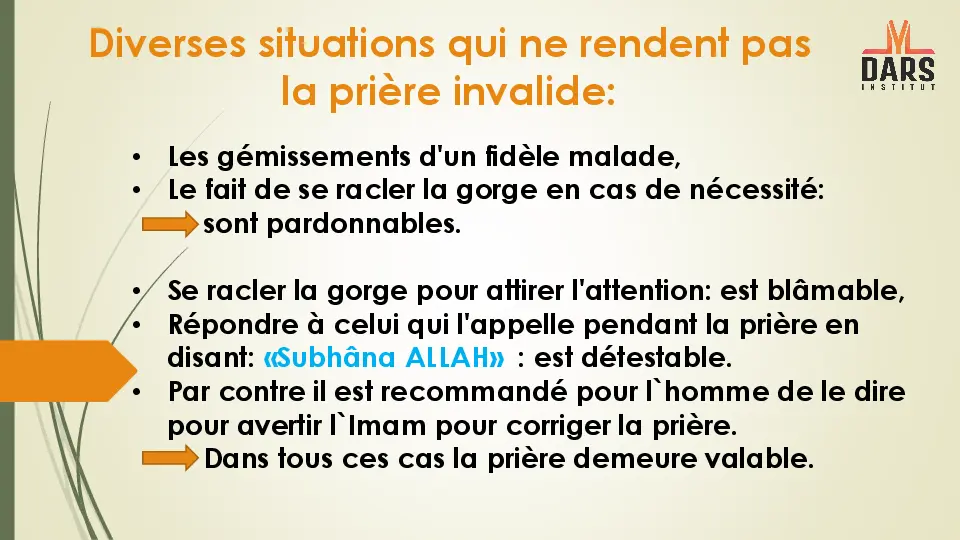 Diverses situations qui ne rendent pas
la prière invalide:
M
DARS
INSTITUT
• Les gémissements d'un fidèle malade,
• Le fait de se racler la gorge en cas de nécessité:
sont pardonnables.
• Se racler la gorge pour attirer l'attention: est blâmable,
• Répondre à celui qui l'appelle pendant la prière en
disant: «Subhâna ALLAH» : est détestable.
• Par contre il est recommandé pour l`homme de le dire
pour avertir l`Imam pour corriger la prière.
Dans tous ces cas la prière demeure valable.